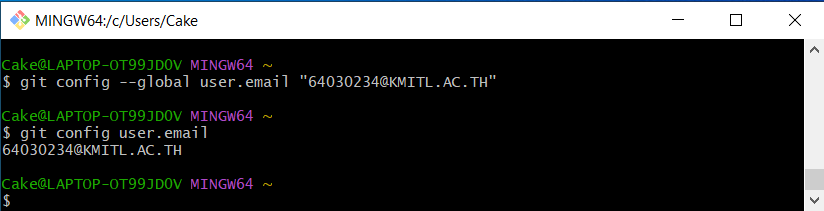 MINGW64:/c/Users/Cake
Cake@LAPTOP-OT99JD0V MINGW64 ~
$ git config --global user.email "64030234@KMITL.AC.TH"
Cake@LAPTOP-OT99JD0V MINGW64 ~
$ git config user.email
64030234@KMITL.AC.TH
Cake@LAPTOP-OT99JD0V MINGW64 ~
$